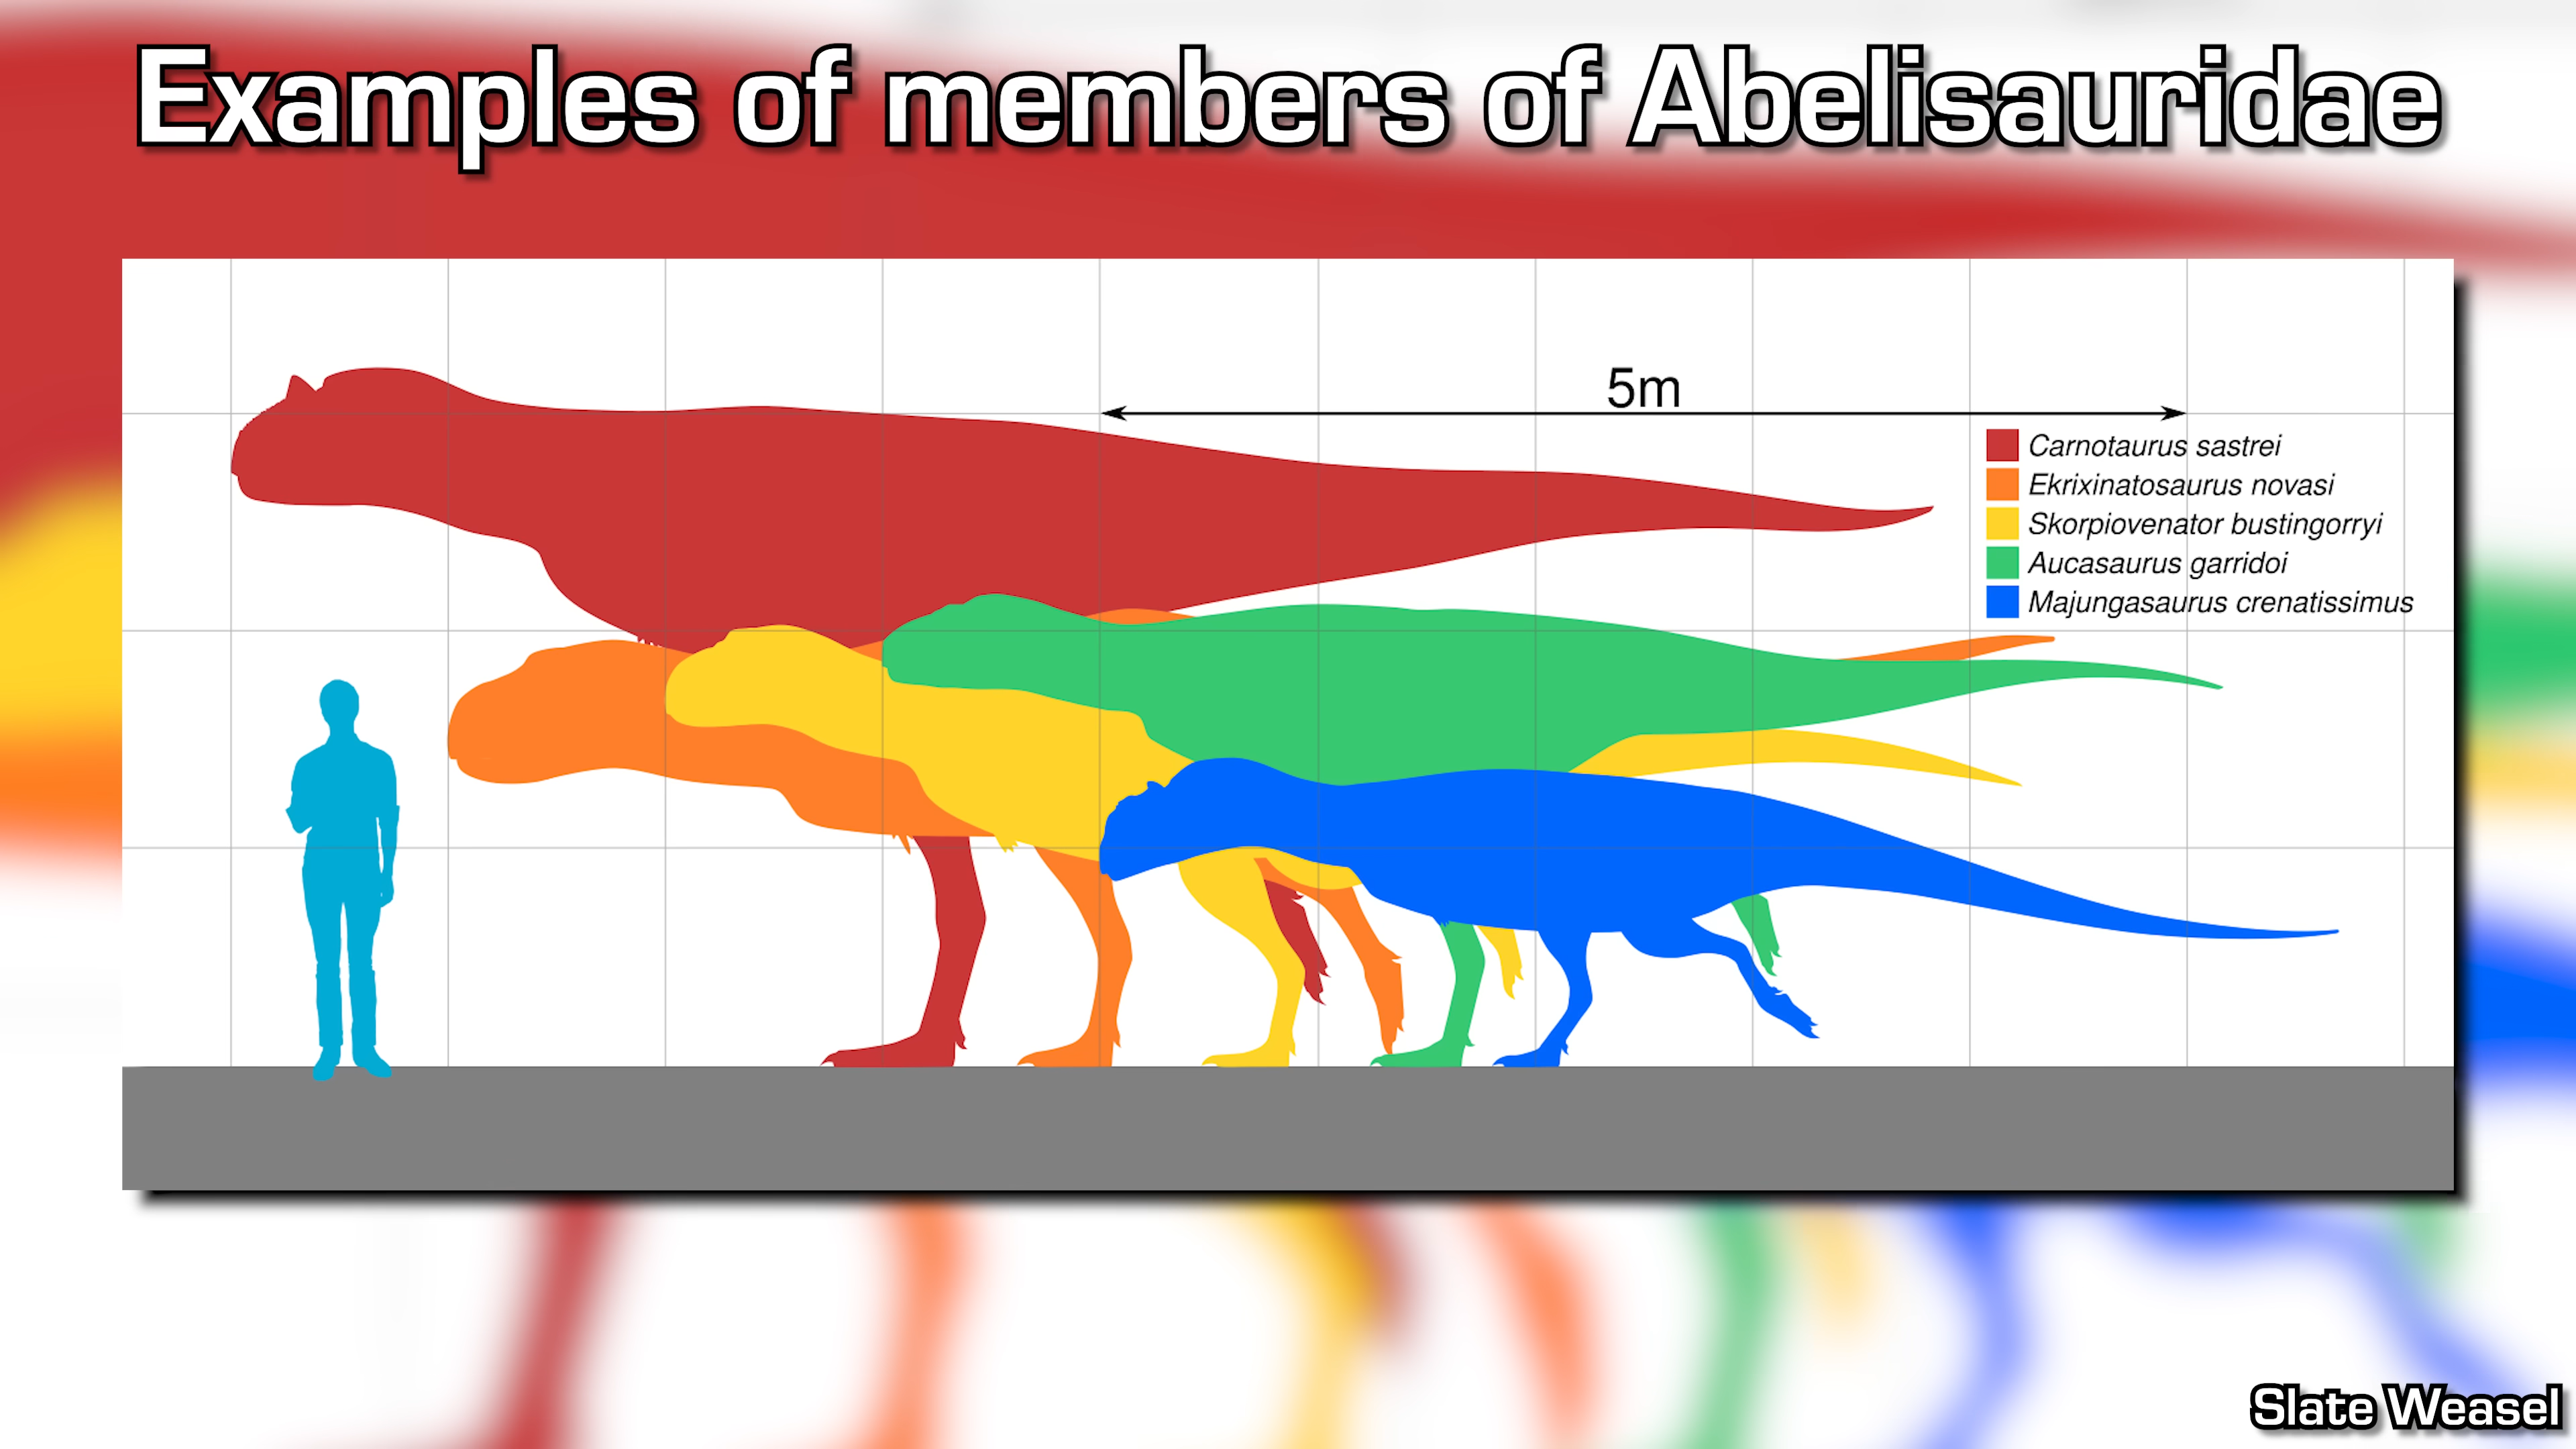 Examples of members of Abelisauridae
5m
Carnotaurus sastrei
Ekrixinatosaurus novasi
Skorpiovenator bustingorryi
Aucasaurus garridoi
Majungasaurus crenatissimus
Slate Weasel